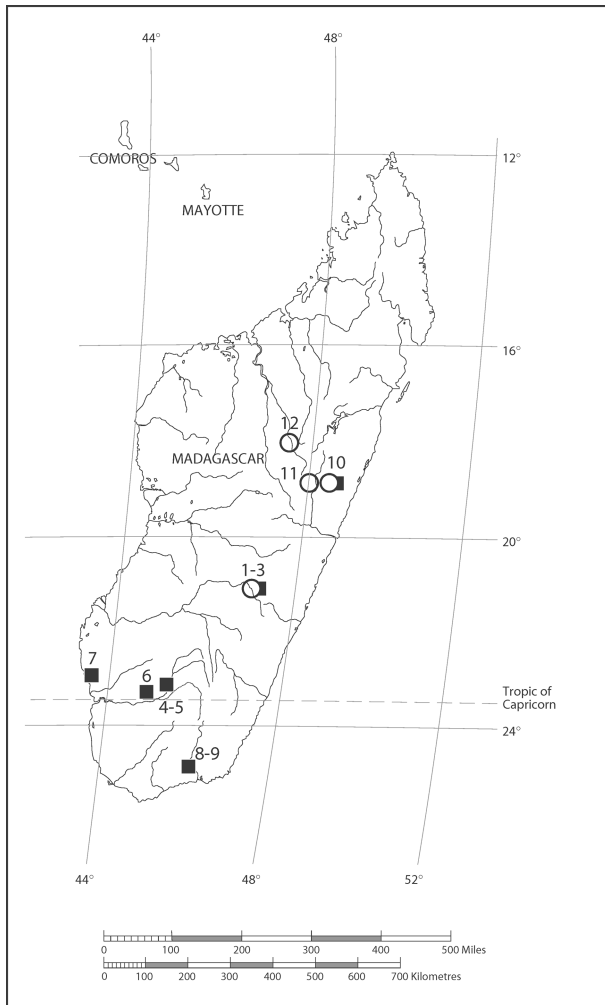 44° 48°
12°
COMOROS
MAYOTTE
16°
12
MADAGASCAR 11 10
20°
1-3
7
6
4-5
Tropic of
Capricorn
24°
8-9
44° 48° 52°
0 100 200 300 400 500 Miles
0 100 200 300 400 500 600 700 Kilometres